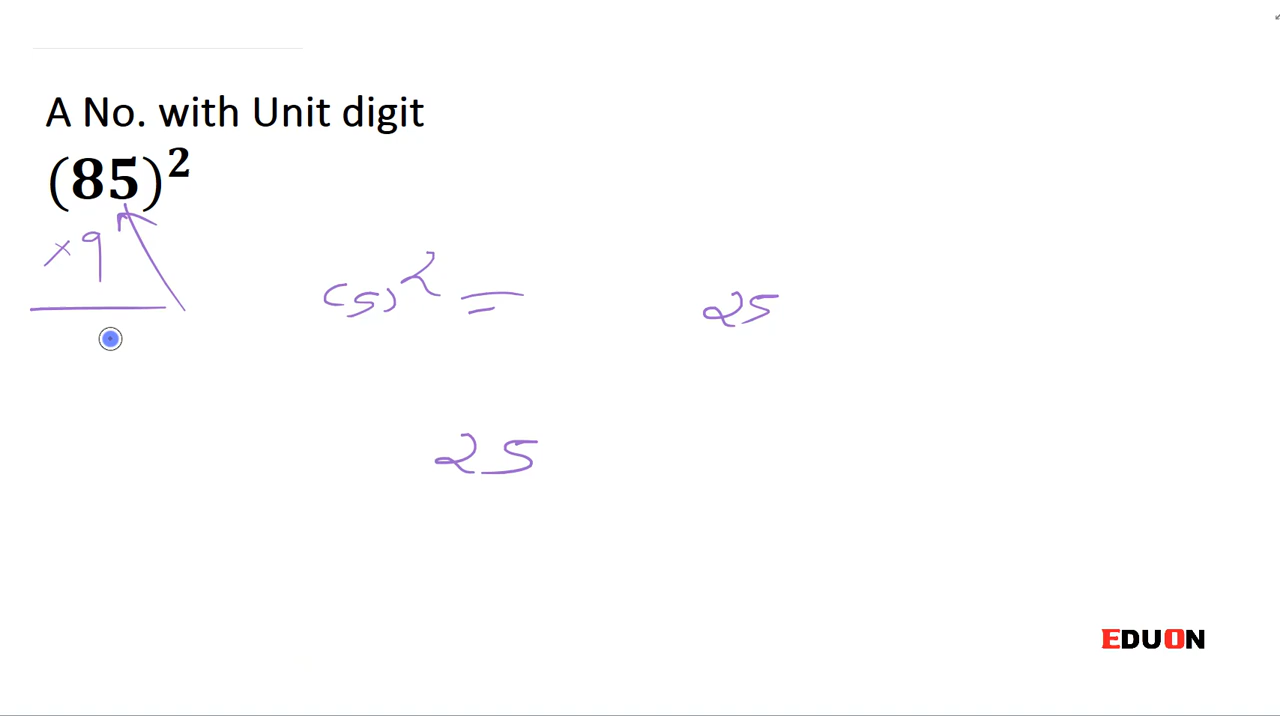 A No. with Unit digit
(85)²
×9
(5)² = 25
25
EDUON